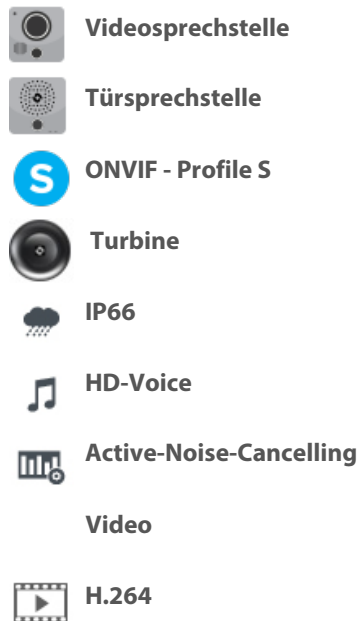 Videosprechstelle
Türsprechstelle
S
ONVIF - Profile S
Turbine
IP66
HD-Voice
Active-Noise-Cancelling
Video
H.264